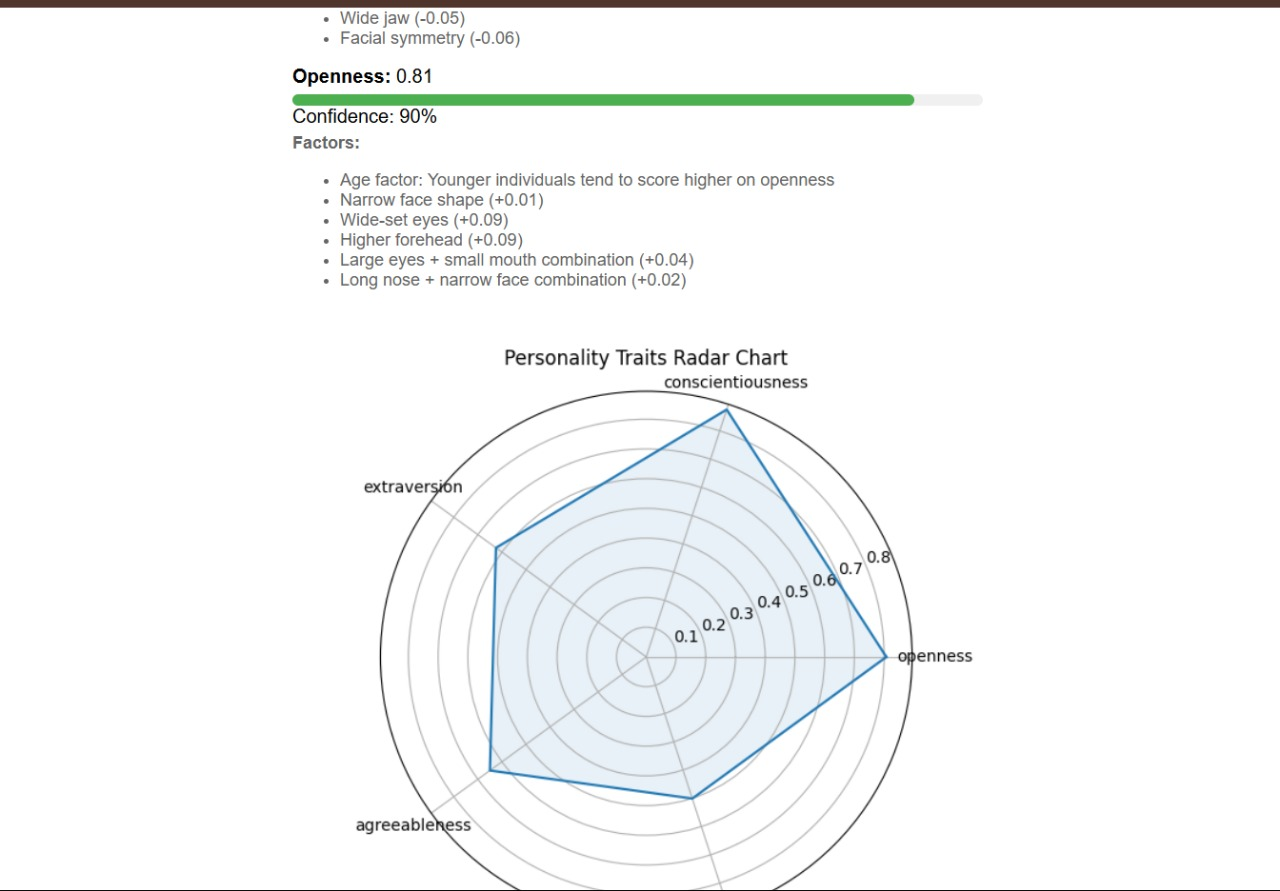 Wide jaw (-0.05)
Facial symmetry (-0.06)
Openness: 0.81
Confidence: 90%
Factors:
Age factor: Younger individuals tend to score higher on openness
Narrow face shape (+0.01)
Wide-set eyes (+0.09)
Higher forehead (+0.09)
Large eyes + small mouth combination (+0.04)
Long nose + narrow face combination (+0.02)
Personality Traits Radar Chart
conscientiousness
extraversion
0.8
0.7
0.6
0.5
0.4
0.3
0.2
0.1
openness
agreeableness